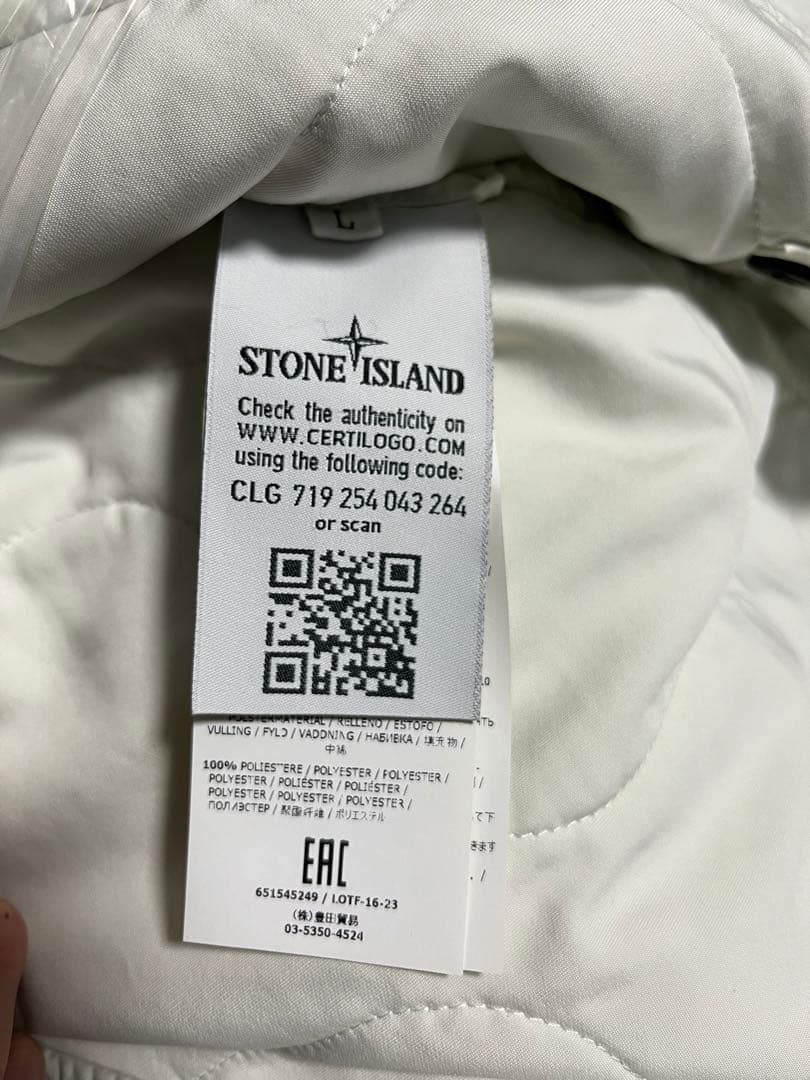 L
STONE ISLAND
Check the authenticity on
WWW.CERTILOGO.COM
using the following code:
CLG 719 254 043 264
or scan
POLSTERMATERIAL / RELLENO / ESTOFO /
VULLING / FYLD / VADDNING / НАБИВКА / 填充物 /
中綿
100% POLIESTERE / POLYESTER / POLYESTER /
POLYESTER / POLIÉSTER / POLIÉSTER /
POLYESTER / POLYESTER / POLYESTER /
ПОЛИЭСТЕР / 聚酯纤维 / ポリエステル
EAC
651545249 / LOTF-16-23
(株)豊田貿易
03-5350-4524